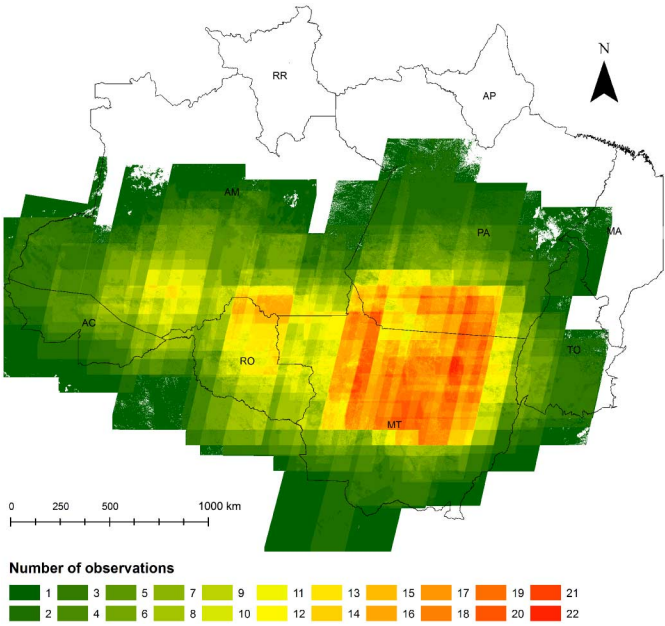 N
RR
AP
AM
PA
MA
AC
RO
TO
MT
0 250 500 1000 km
Number of observations
1 3 5 7 9 11 13 15 17 19 21
2 4 6 8 10 12 14 16 18 20 22